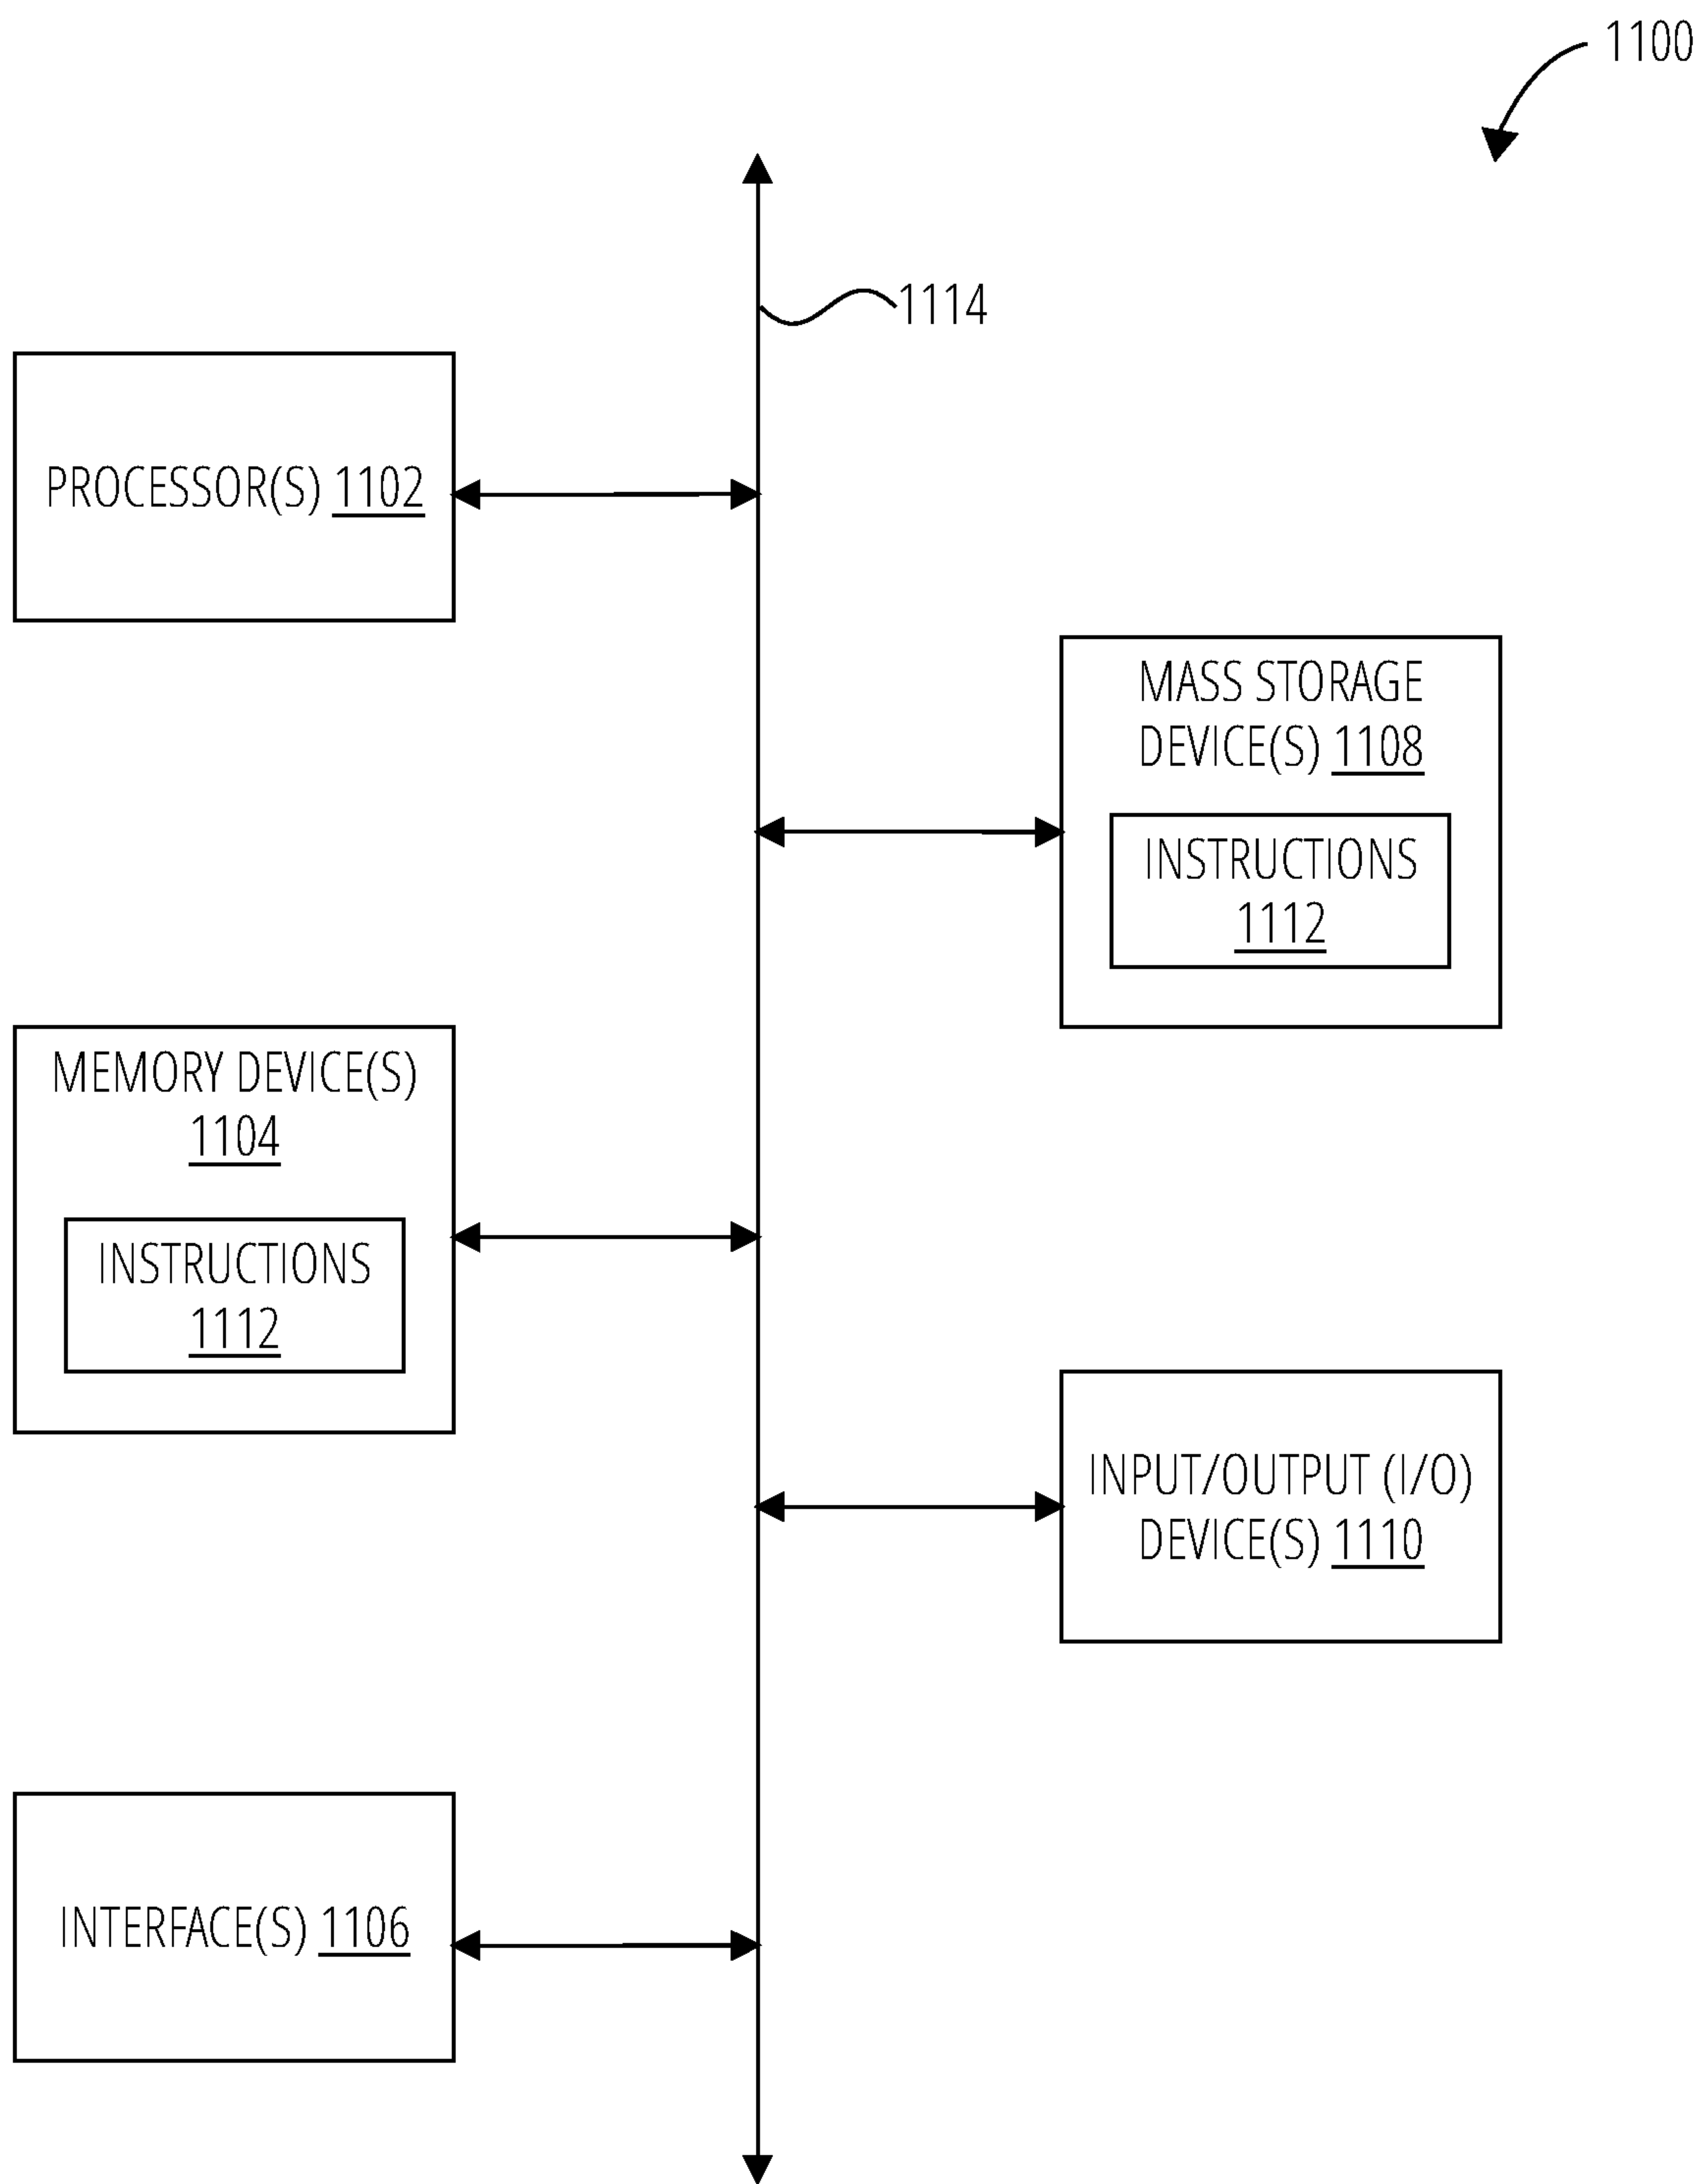 1100
1114
PROCESSOR(S) 1102
MASS STORAGE
DEVICE(S) 1108
INSTRUCTIONS
1112
MEMORY DEVICE(S)
1104
INSTRUCTIONS
1112
INPUT/OUTPUT (I/O)
DEVICE(S) 1110
INTERFACE(S) 1106